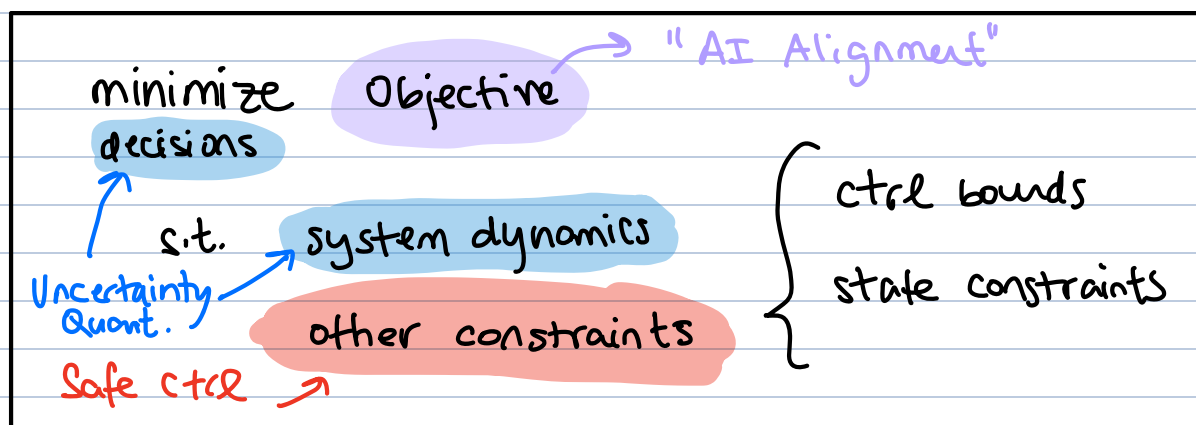 minimize Objective → "AI Alignment"
decisions
s.t. system dynamics
Uncertainty
Quant.
other constraints
ctrl bounds
state constraints
Safe ctrl